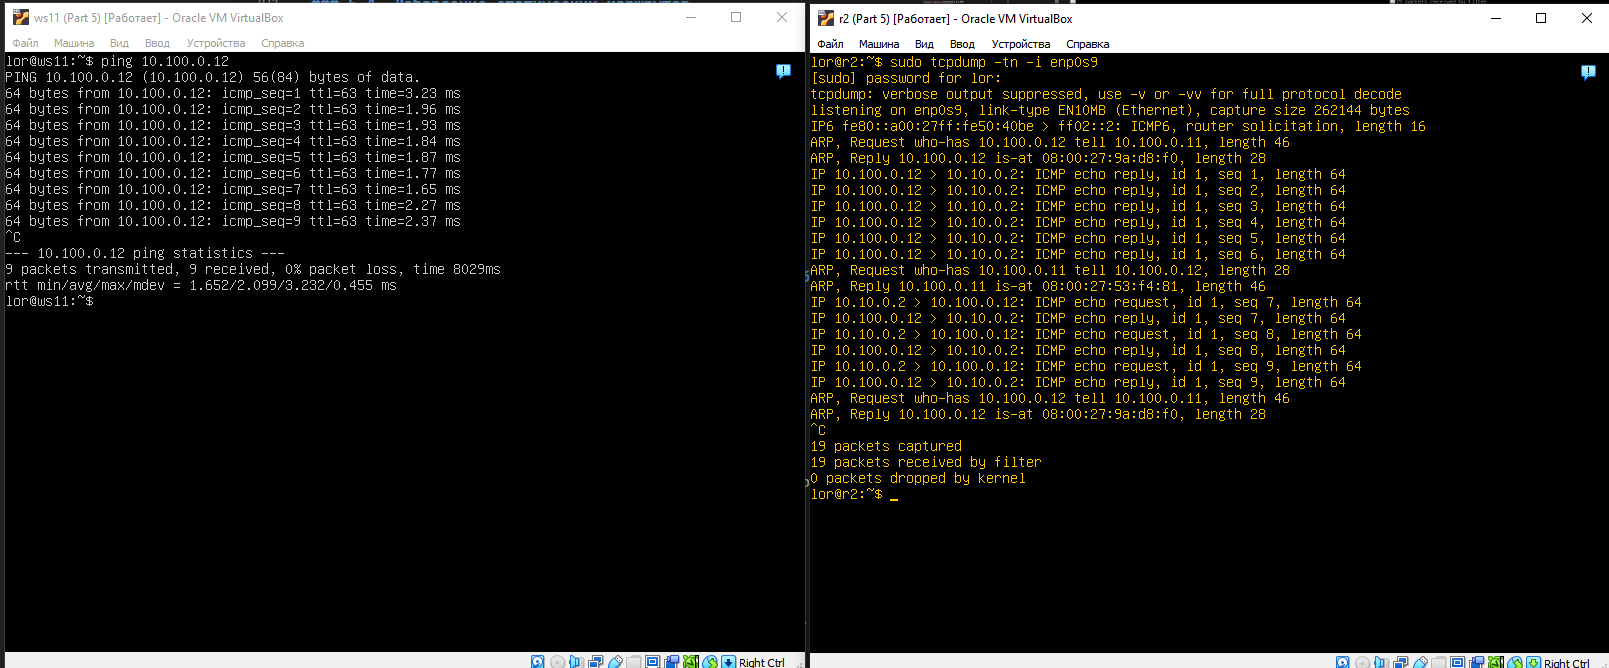 ws11 (Part 5) [Работает] - Oracle VM VirtualBox
Файл Машина Вид Ввод Устройства Справка
lor@ws11:~$ ping 10.100.0.12
PING 10.100.0.12 (10.100.0.12) 56(84) bytes of data.
64 bytes from 10.100.0.12: icmp_seq=1 ttl=63 time=3.23 ms
64 bytes from 10.100.0.12: icmp_seq=2 ttl=63 time=1.96 ms
64 bytes from 10.100.0.12: icmp_seq=3 ttl=63 time=1.93 ms
64 bytes from 10.100.0.12: icmp_seq=4 ttl=63 time=1.84 ms
64 bytes from 10.100.0.12: icmp_seq=5 ttl=63 time=1.87 ms
64 bytes from 10.100.0.12: icmp_seq=6 ttl=63 time=1.77 ms
64 bytes from 10.100.0.12: icmp_seq=7 ttl=63 time=1.65 ms
64 bytes from 10.100.0.12: icmp_seq=8 ttl=63 time=2.27 ms
64 bytes from 10.100.0.12: icmp_seq=9 ttl=63 time=2.37 ms
^C
--- 10.100.0.12 ping statistics ---
9 packets transmitted, 9 received, 0% packet loss, time 8029ms
rtt min/avg/max/mdev = 1.652/2.099/3.232/0.455 ms
lor@ws11:~$
Right Ctrl
r2 (Part 5) [Работает] - Oracle VM VirtualBox
Файл Машина Вид Ввод Устройства Справка
lor@r2:~$ sudo tcpdump -tn -i enp0s9
[sudo] password for lor:
tcpdump: verbose output suppressed, use -v or -vv for full protocol decode
listening on enp0s9, link-type EN10MB (Ethernet), capture size 262144 bytes
IP6 fe80::a00:27ff:fe50:40be > ff02::2: ICMP6, router solicitation, length 16
ARP, Request who-has 10.100.0.12 tell 10.100.0.11, length 46
ARP, Reply 10.100.0.12 is-at 08:00:27:9a:d8:f0, length 28
IP 10.100.0.12 > 10.10.0.2: ICMP echo reply, id 1, seq 1, length 64
IP 10.100.0.12 > 10.10.0.2: ICMP echo reply, id 1, seq 2, length 64
IP 10.100.0.12 > 10.10.0.2: ICMP echo reply, id 1, seq 3, length 64
IP 10.100.0.12 > 10.10.0.2: ICMP echo reply, id 1, seq 4, length 64
IP 10.100.0.12 > 10.10.0.2: ICMP echo reply, id 1, seq 5, length 64
IP 10.100.0.12 > 10.10.0.2: ICMP echo reply, id 1, seq 6, length 64
ARP, Request who-has 10.100.0.11 tell 10.100.0.12, length 28
ARP, Reply 10.100.0.11 is-at 08:00:27:53:f4:81, length 46
IP 10.10.0.2 > 10.100.0.12: ICMP echo request, id 1, seq 7, length 64
IP 10.100.0.12 > 10.10.0.2: ICMP echo reply, id 1, seq 7, length 64
IP 10.10.0.2 > 10.100.0.12: ICMP echo request, id 1, seq 8, length 64
IP 10.100.0.12 > 10.10.0.2: ICMP echo reply, id 1, seq 8, length 64
IP 10.10.0.2 > 10.100.0.12: ICMP echo request, id 1, seq 9, length 64
IP 10.100.0.12 > 10.10.0.2: ICMP echo reply, id 1, seq 9, length 64
ARP, Request who-has 10.100.0.12 tell 10.100.0.11, length 46
ARP, Reply 10.100.0.12 is-at 08:00:27:9a:d8:f0, length 28
^C
19 packets captured
19 packets received by filter
0 packets dropped by kernel
lor@r2:~$ _
Right Ctrl